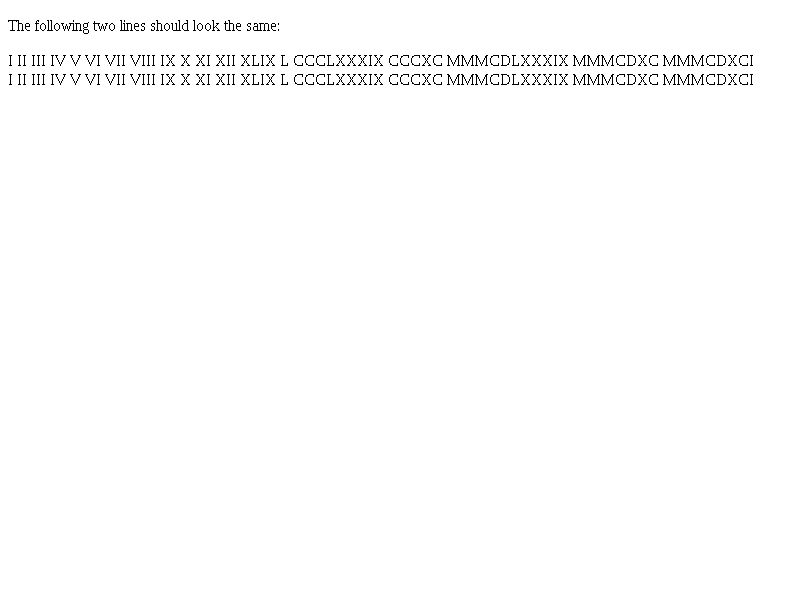 The following two lines should look the same:
I II III IV V VI VII VIII IX X XI XII XLIX L CCCLXXXIX CCCXC MMMCDLXXXIX MMMCDXC MMMCDXCI
I II III IV V VI VII VIII IX X XI XII XLIX L CCCLXXXIX CCCXC MMMCDLXXXIX MMMCDXC MMMCDXCI